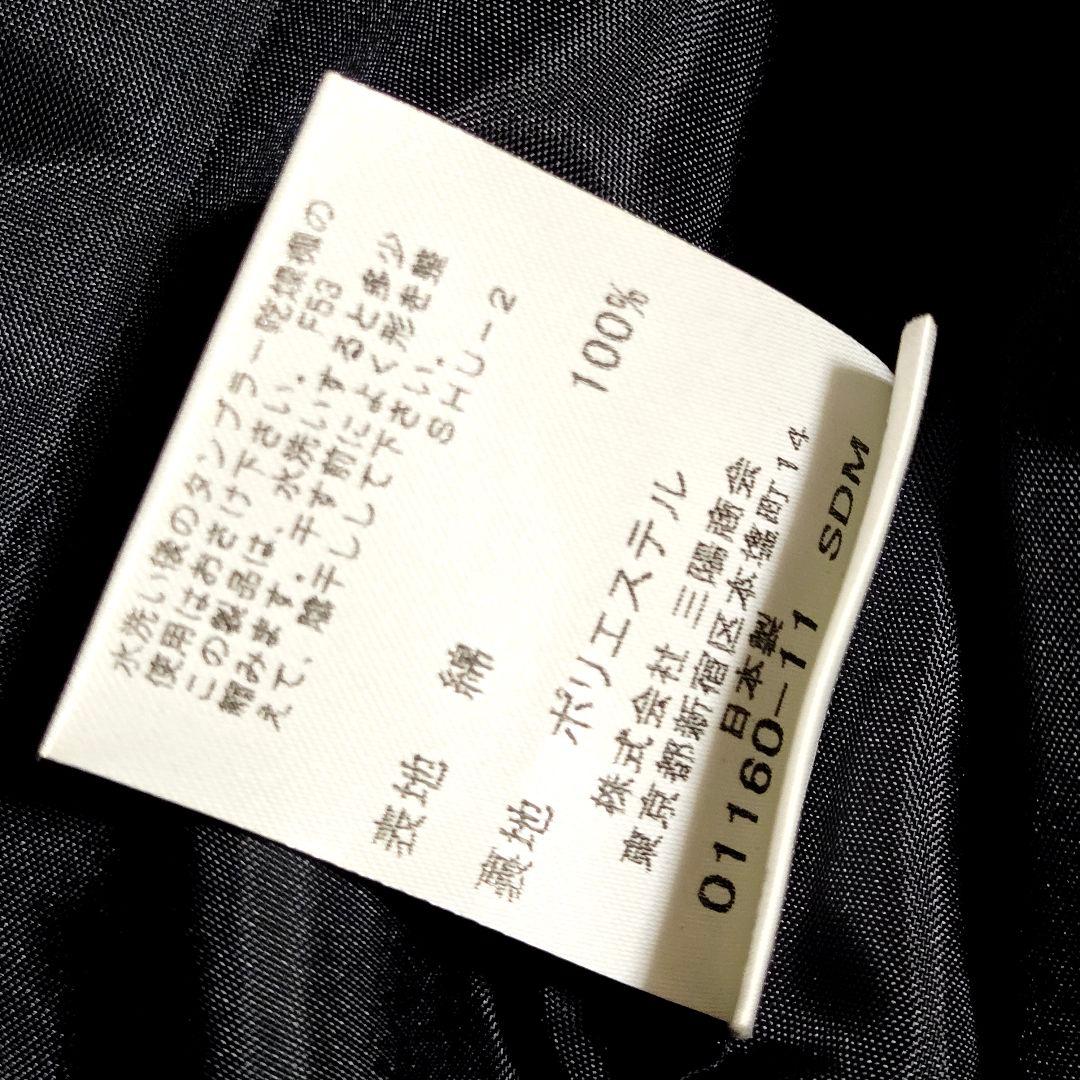 水洗い後のタンブラー乾燥機の
使用はおさけ下さい. F53
この製品は、水洗いすると多少
縮みます. 干す前によく形を整
えて、陰干しして下さい.
SHU-2
表地 綿 100%
裏地 ポリエステル
株式会社 三陽商会
東京都新宿区本塩町14
日本製
01160-11 SDM